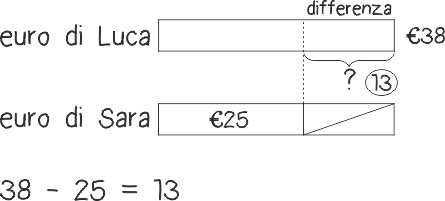 differenza
euro di Luca €38
? 13
euro di Sara €25
38 - 25 = 13